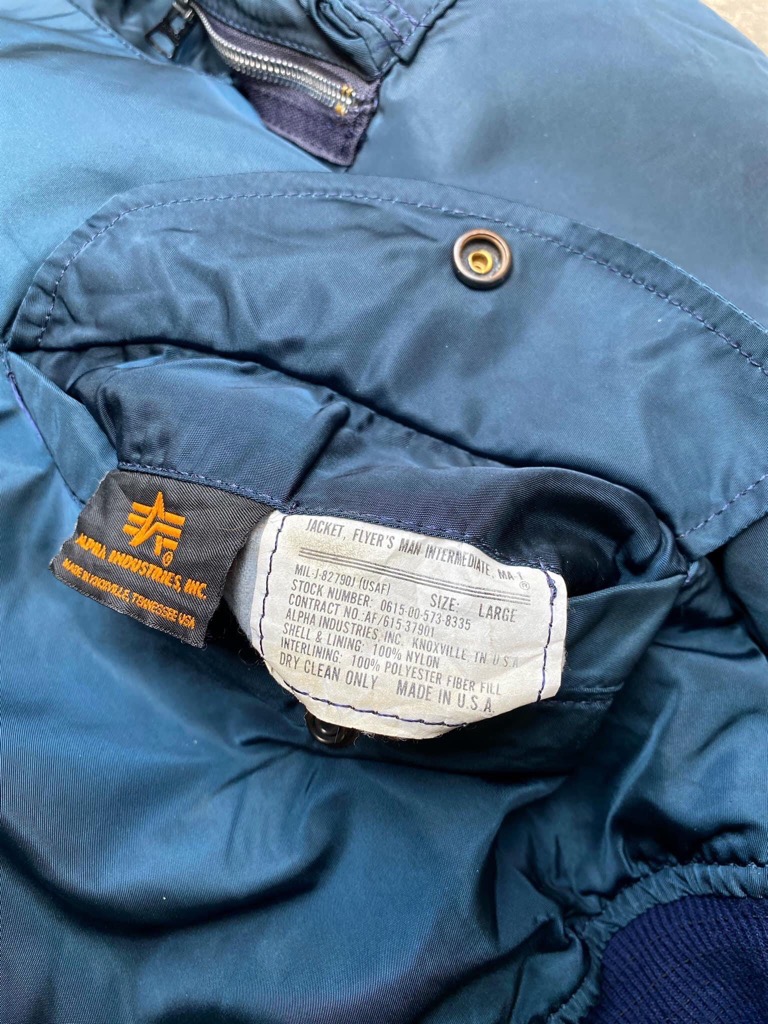 ALPHA INDUSTRIES, INC.
MADE IN KNOXVILLE, TENNESSEE USA
JACKET, FLYER'S MAN INTERMEDIATE, MA-1
®
MIL-J-8279DJ (USAF) SIZE: LARGE
STOCK NUMBER: 0615-00-573-8335
CONTRACT NO. AF/615-37901
ALPHA INDUSTRIES, INC. KNOXVILLE, TN U.S.A.
SHELL & LINING: 100% NYLON
INTERLINING: 100% POLYESTER FIBER FILL
DRY CLEAN ONLY MADE IN U.S.A.